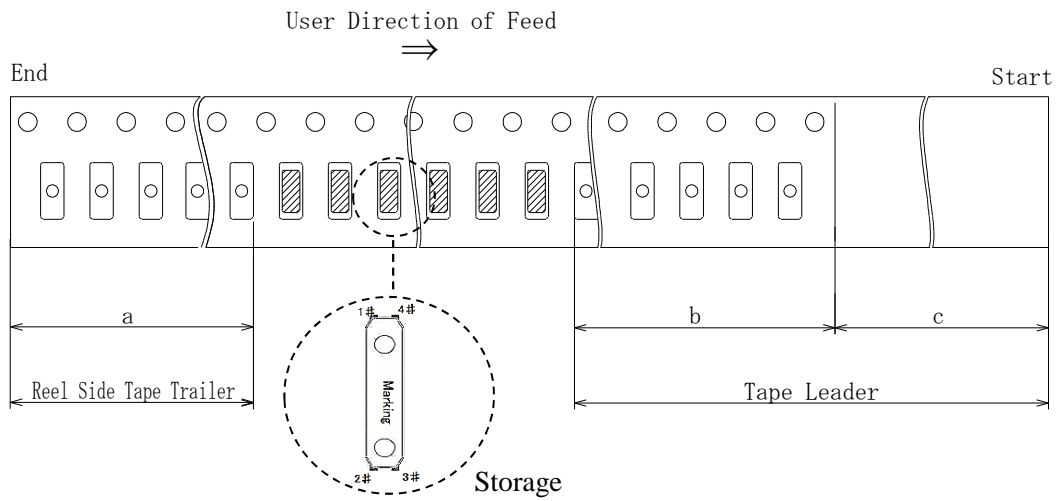 User Direction of Feed
⇒
End
Start
a
b
c
Reel Side Tape Trailer
Tape Leader
1# 4#
Marking
2# 3#
Storage